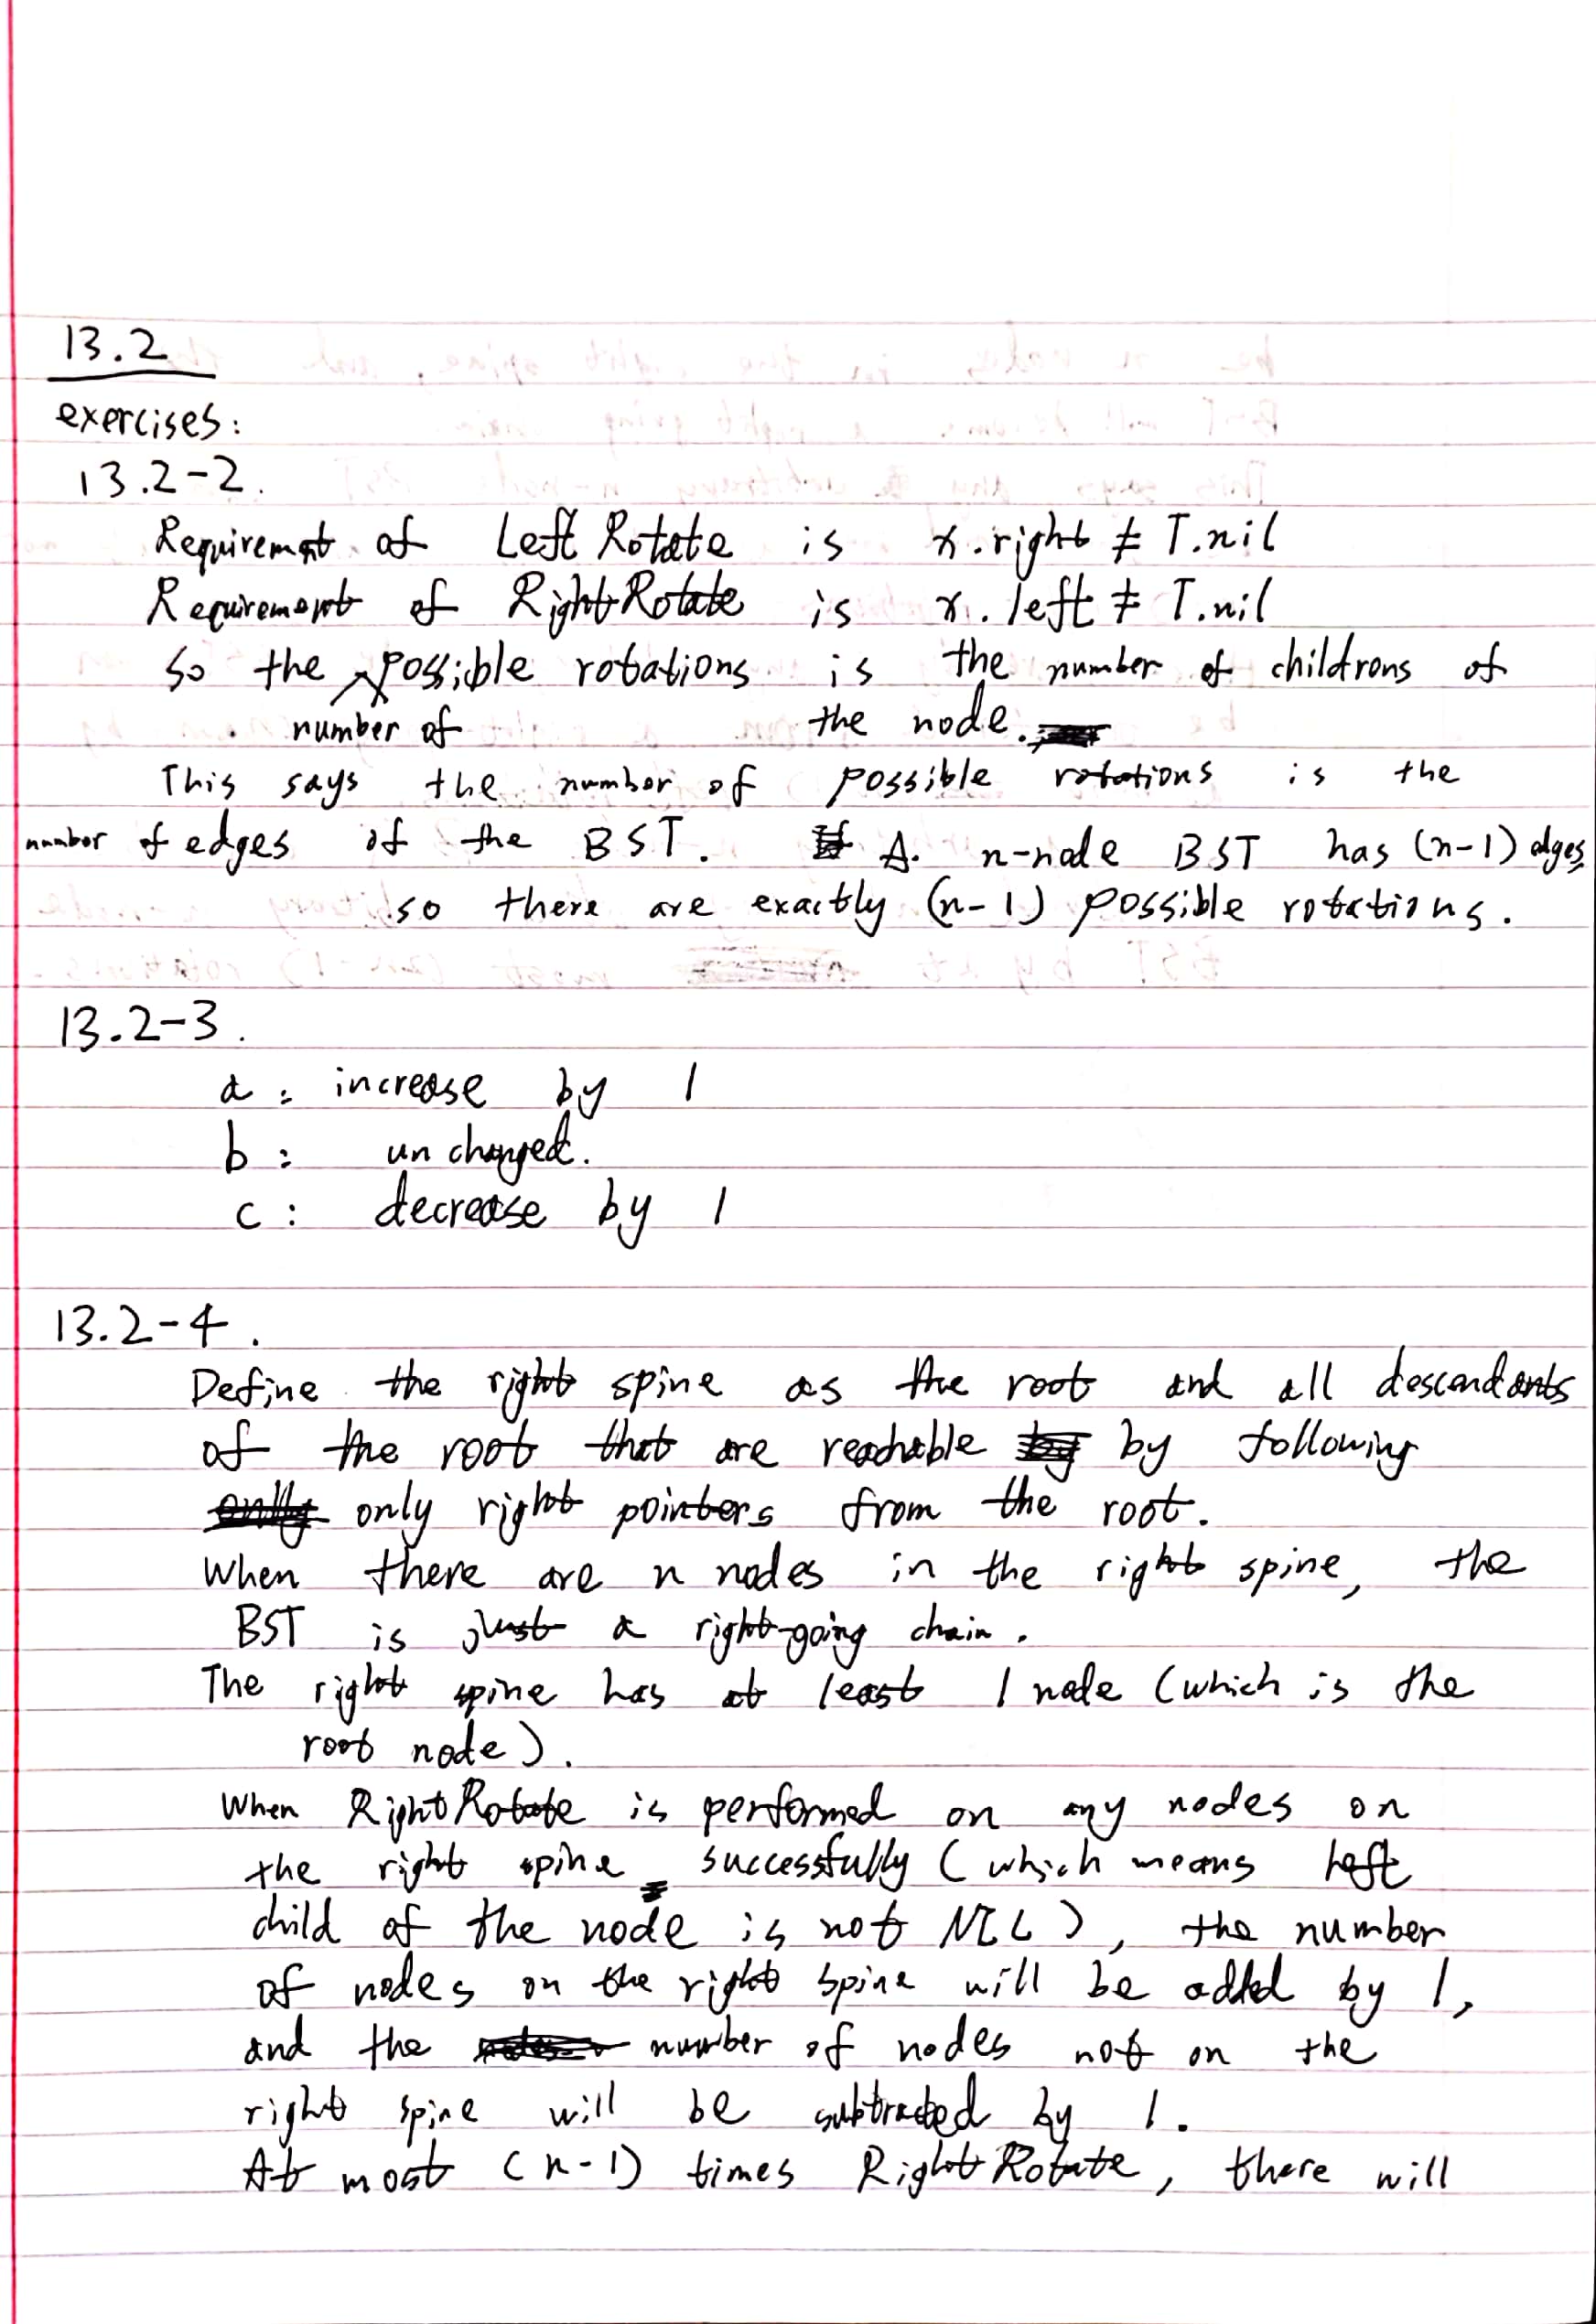 13.2
exercises:
13.2-2.
Requiremnt of Left Rotate is x.right ≠ T.nil
Requirement of RightRotate is x.left ≠ T.nil
So the number of possible rotations is the number of childrens of
the node.
This says the number of possible rotations is the
number of edges of the BST. A n-node BST has (n-1) edges,
so there are exactly (n-1) possible rotations.
13.2-3.
a: increase by 1
b: unchanged.
c: decrease by 1
13.2-4.
Define the right spine as the root and all descendants
of the root that are reachable by following
only right pointers from the root.
When there are n nodes in the right spine, the
BST is just a right-going chain.
The right spine has at least 1 node (which is the
root node).
When RightRotate is performed on any nodes on
the right spine successfully (which means left
child of the node is not NIL), the number
of nodes on the right spine will be added by 1,
and the number of nodes not on the
right spine will be subtracted by 1.
At most (n-1) times RightRotate, there will